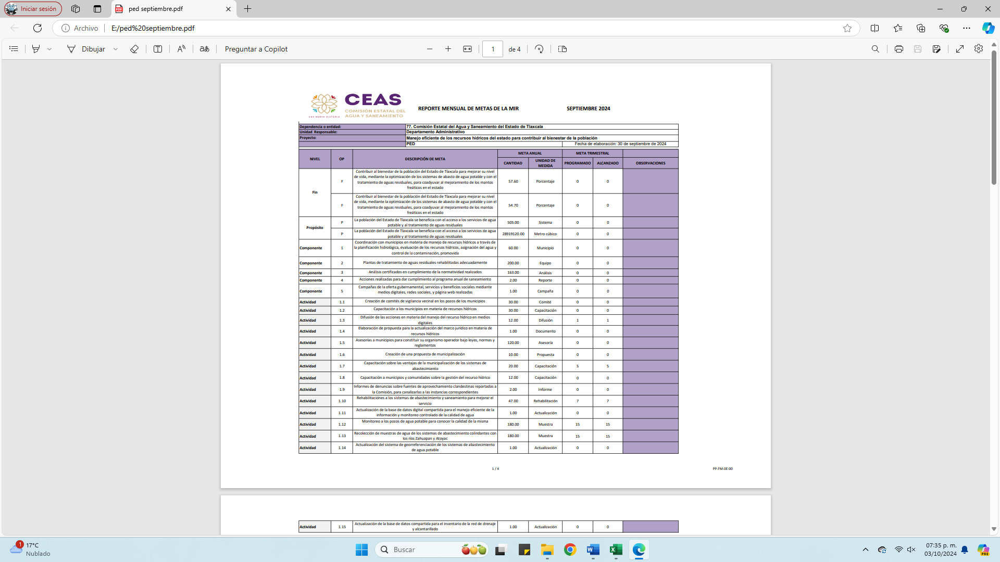 Iniciar sesión
ped septiembre.pdf
Archivo
E:/ped%20septiembre.pdf
Dibujar
aあ
Preguntar a Copilot
1
de 4
CEAS
COMISIÓN ESTATAL DEL
AGUA Y SANEAMIENTO
UNA NUEVA HISTORIA
REPORTE MENSUAL DE METAS DE LA MIR
SEPTIEMBRE 2024
Dependencia o entidad: 77. Comisión Estatal del Agua y Saneamiento del Estado de Tlaxcala
Unidad Responsable: Departamento Administrativo
Proyecto: Manejo eficiente de los recursos hídricos del estado para contribuir al bienestar de la población
PED Fecha de elaboración: 30 de septiembre de 2024
META ANUAL META TRIMESTRAL
NIVEL OP DESCRIPCIÓN DE META CANTIDAD UNIDAD DE MEDIDA PROGRAMADO ALCANZADO OBSERVACIONES
Fin
Contribuir al bienestar de la población del Estado de Tlaxcala para mejorar su nivel
de vida, mediante la optimización de los sistemas de abasto de agua potable y con el
tratamiento de aguas residuales, para coadyuvar al mejoramiento de los mantos
freáticos en el estado
F 57.60 Porcentaje 0 0
Contribuir al bienestar de la población del Estado de Tlaxcala para mejorar su nivel
de vida, mediante la optimización de los sistemas de abasto de agua potable y con el
tratamiento de aguas residuales, para coadyuvar al mejoramiento de los mantos
freáticos en el estado
F 54.70 Porcentaje 0 0
Propósito
P La población del Estado de Tlaxcala se beneficia con el acceso a los servicios de agua
potable y al tratamiento de aguas residuales 505.00 Sistema 0 0
P La población del Estado de Tlaxcala se beneficia con el acceso a los servicios de agua
potable y al tratamiento de aguas residuales 28919120.00 Metro cúbico 0 0
Componente 1 Coordinación con municipios en materia de manejo de recursos hídricos a través de
la planificación hidrológica, evaluación de los recursos hídricos, asignación del agua y
control de la contaminación, promovida 60.00 Municipio 0 0
Componente 2 Plantas de tratamiento de aguas residuales rehabilitadas adecuadamente 200.00 Equipo 0 0
Componente 3 Análisis certificados en cumplimiento de la normatividad realizados 163.00 Análisis 0 0
Componente 4 Acciones realizadas para dar cumplimiento al programa anual de saneamiento 2.00 Reporte 0 0
Componente 5 Campañas de la oferta gubernamental, servicios y beneficios sociales mediante
medios digitales, redes sociales, y página web realizadas 1.00 Campaña 0 0
Actividad 1.1 Creación de comités de vigilancia vecinal en los pozos de los municipios 30.00 Comité 0 0
Actividad 1.2 Capacitación a los municipios en materia de recursos hídricos 30.00 Capacitación 0 0
Actividad 1.3 Difusión de las acciones en materia del manejo del recurso hídrico en medios
digitales 12.00 Difusión 1 1
Actividad 1.4 Elaboración de propuesta para la actualización del marco jurídico en materia de
recursos hídricos 1.00 Documento 0 0
Actividad 1.5 Asesorías a municipios para constituir su organismo operador bajo leyes, normas y
reglamentos 120.00 Asesoría 0 0
Actividad 1.6 Creación de una propuesta de municipalización 10.00 Propuesta 0 0
Actividad 1.7 Capacitación sobre las ventajas de la municipalización de los sistemas de
abastecimiento 20.00 Capacitación 5 5
Actividad 1.8 Capacitación a municipios y comunidades sobre la gestión del recurso hídrico 12.00 Capacitación 0 0
Actividad 1.9 Informes de denuncias sobre fuentes de aprovechamiento clandestinas reportadas a
la Comisión, para canalizarlas a las instancias correspondientes 2.00 Informe 0 0
Actividad 1.10 Rehabilitaciones a los sistemas de abastecimiento y saneamiento para mejorar el
servicio 47.00 Rehabilitación 7 7
Actividad 1.11 Actualización de la base de datos digital compartida para el manejo eficiente de la
información y monitoreo controlado de la calidad de agua 1.00 Actualización 0 0
Actividad 1.12 Monitoreo a los pozos de agua potable para conocer la calidad de la misma 180.00 Muestra 15 15
Actividad 1.13 Recolección de muestras de agua de los sistemas de abastecimiento colindantes con
los ríos Zahuapan y Atoyac 180.00 Muestra 15 15
Actividad 1.14 Actualización del sistema de georreferenciación de los sistemas de abastecimiento
de agua potable 1.00 Actualización 0 0
1 / 4
PP-FM-0E-00
Actividad 1.15 Actualización de la base de datos compartida para el inventario de la red de drenaje
y alcantarillado 1.00 Actualización 0 0
1
17°C
Nublado
Buscar
07:35 p. m.
03/10/2024
PRE